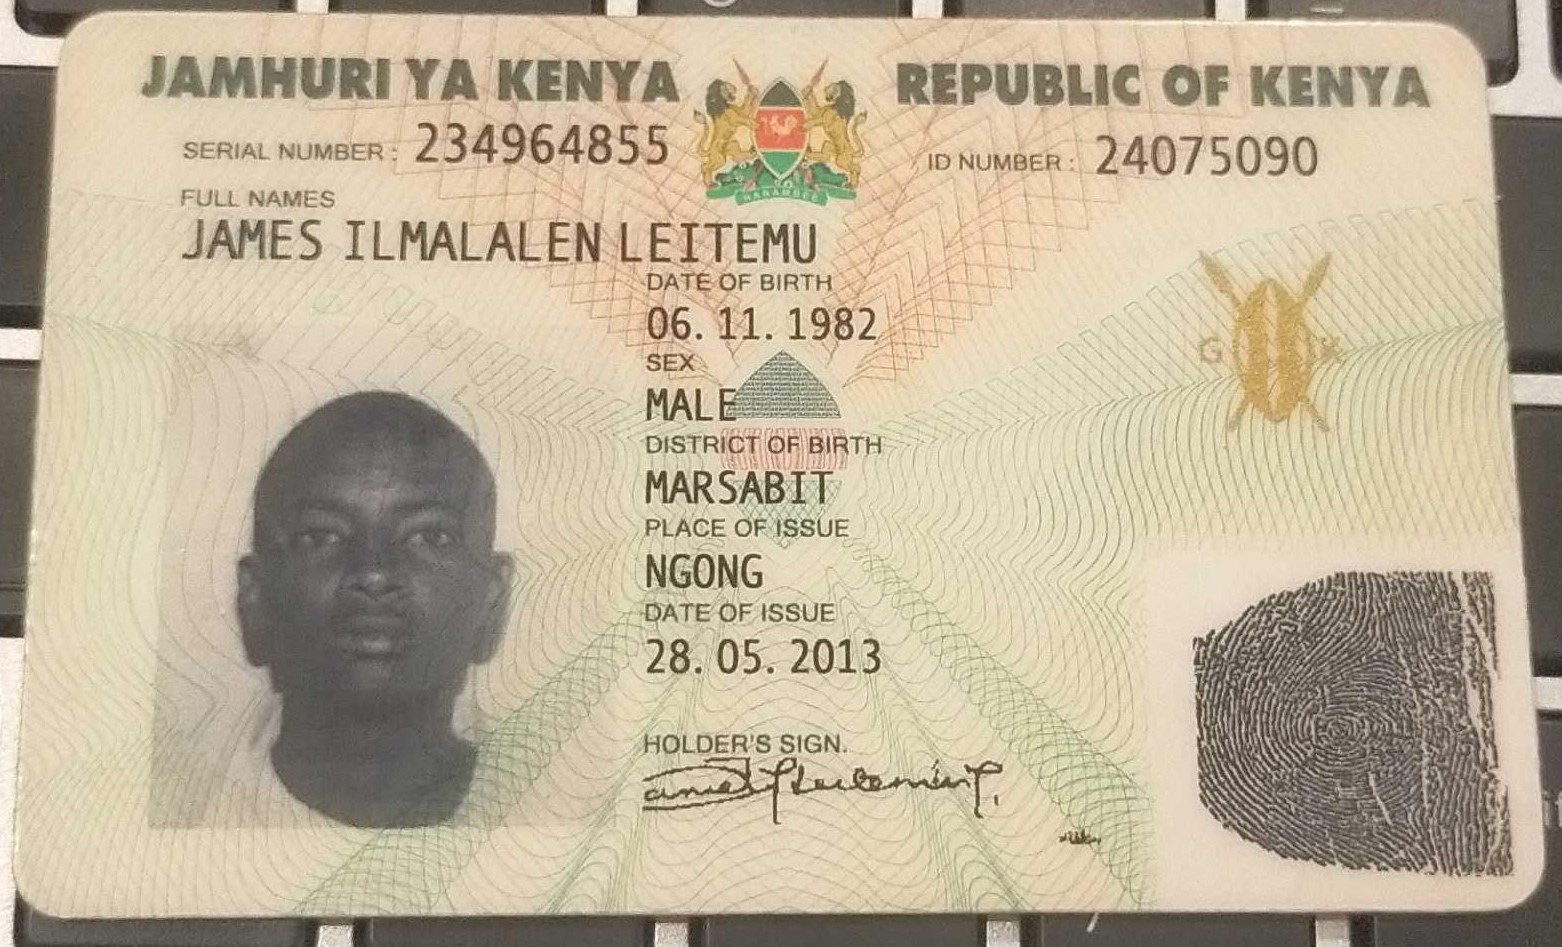 JAMHURI YA KENYA REPUBLIC OF KENYA
SERIAL NUMBER : 234964855 ID NUMBER : 24075090
HARAMBEE
FULL NAMES
JAMES ILMALALEN LEITEMU
DATE OF BIRTH
06. 11. 1982
SEX
MALE
DISTRICT OF BIRTH
MARSABIT
PLACE OF ISSUE
NGONG
DATE OF ISSUE
28. 05. 2013
HOLDER'S SIGN.
G K